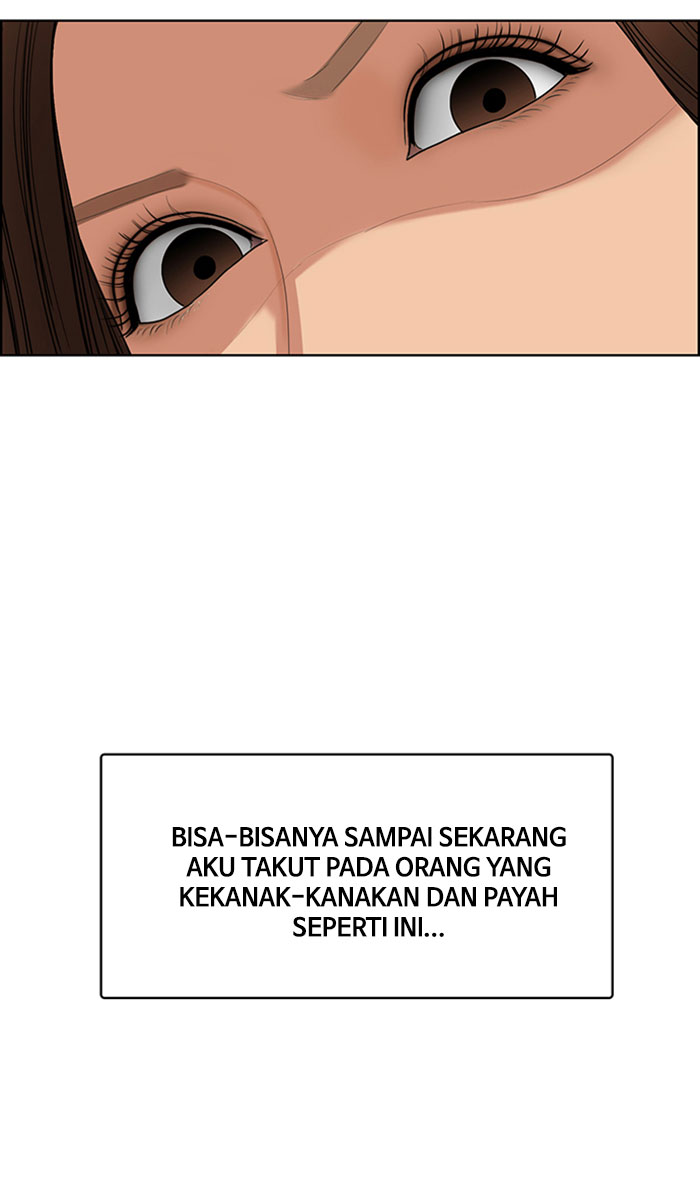 BISA-BISANYA SAMPAI SEKARANG
AKU TAKUT PADA ORANG YANG
KEKANAK-KANAKAN DAN PAYAH
SEPERTI INI...